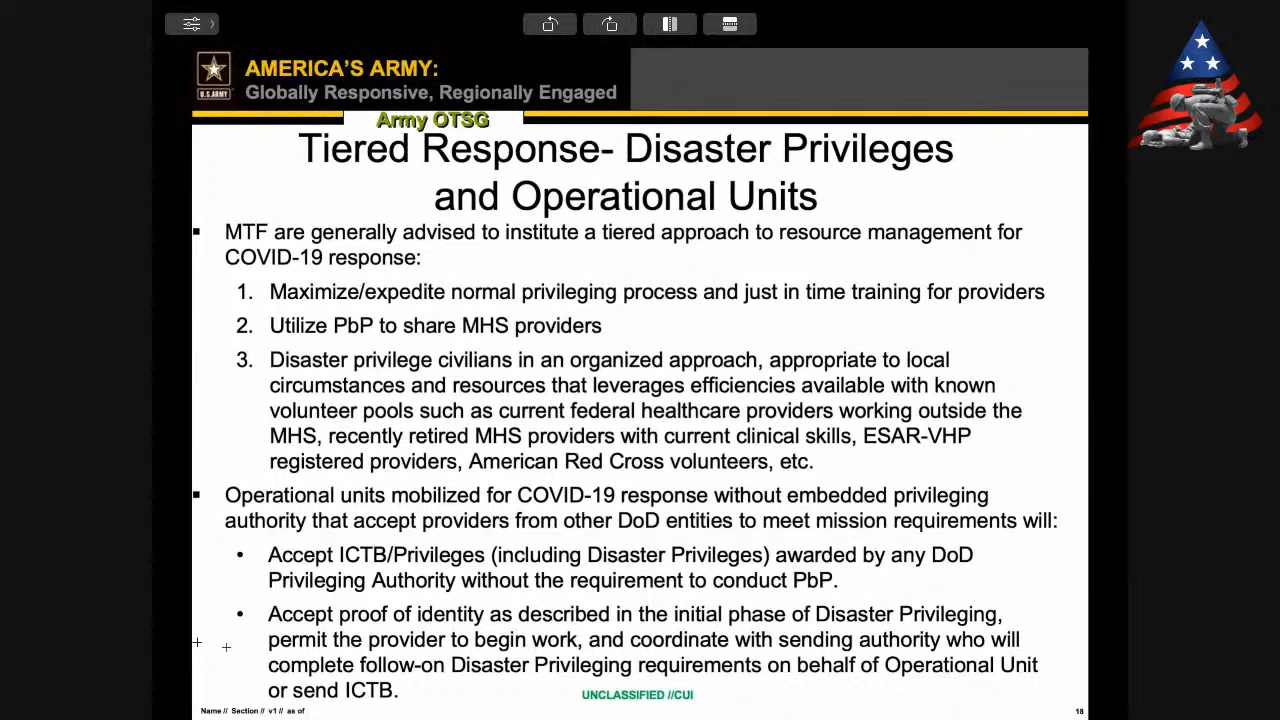 AMERICA'S ARMY:
Globally Responsive, Regionally Engaged
U.S.ARMY
Army OTSG
Tiered Response- Disaster Privileges
and Operational Units
▪ MTF are generally advised to institute a tiered approach to resource management for
COVID-19 response:
1. Maximize/expedite normal privileging process and just in time training for providers
2. Utilize PbP to share MHS providers
3. Disaster privilege civilians in an organized approach, appropriate to local
circumstances and resources that leverages efficiencies available with known
volunteer pools such as current federal healthcare providers working outside the
MHS, recently retired MHS providers with current clinical skills, ESAR-VHP
registered providers, American Red Cross volunteers, etc.
▪ Operational units mobilized for COVID-19 response without embedded privileging
authority that accept providers from other DoD entities to meet mission requirements will:
• Accept ICTB/Privileges (including Disaster Privileges) awarded by any DoD
Privileging Authority without the requirement to conduct PbP.
• Accept proof of identity as described in the initial phase of Disaster Privileging,
permit the provider to begin work, and coordinate with sending authority who will
complete follow-on Disaster Privileging requirements on behalf of Operational Unit
or send ICTB.
UNCLASSIFIED //CUI
Name // Section // v1 // as of
18